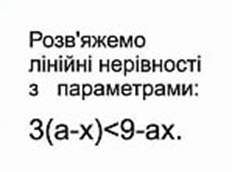 Розв'яжемо
лінійні нерівності
з параметрами:
3(а-х)<9-ах.